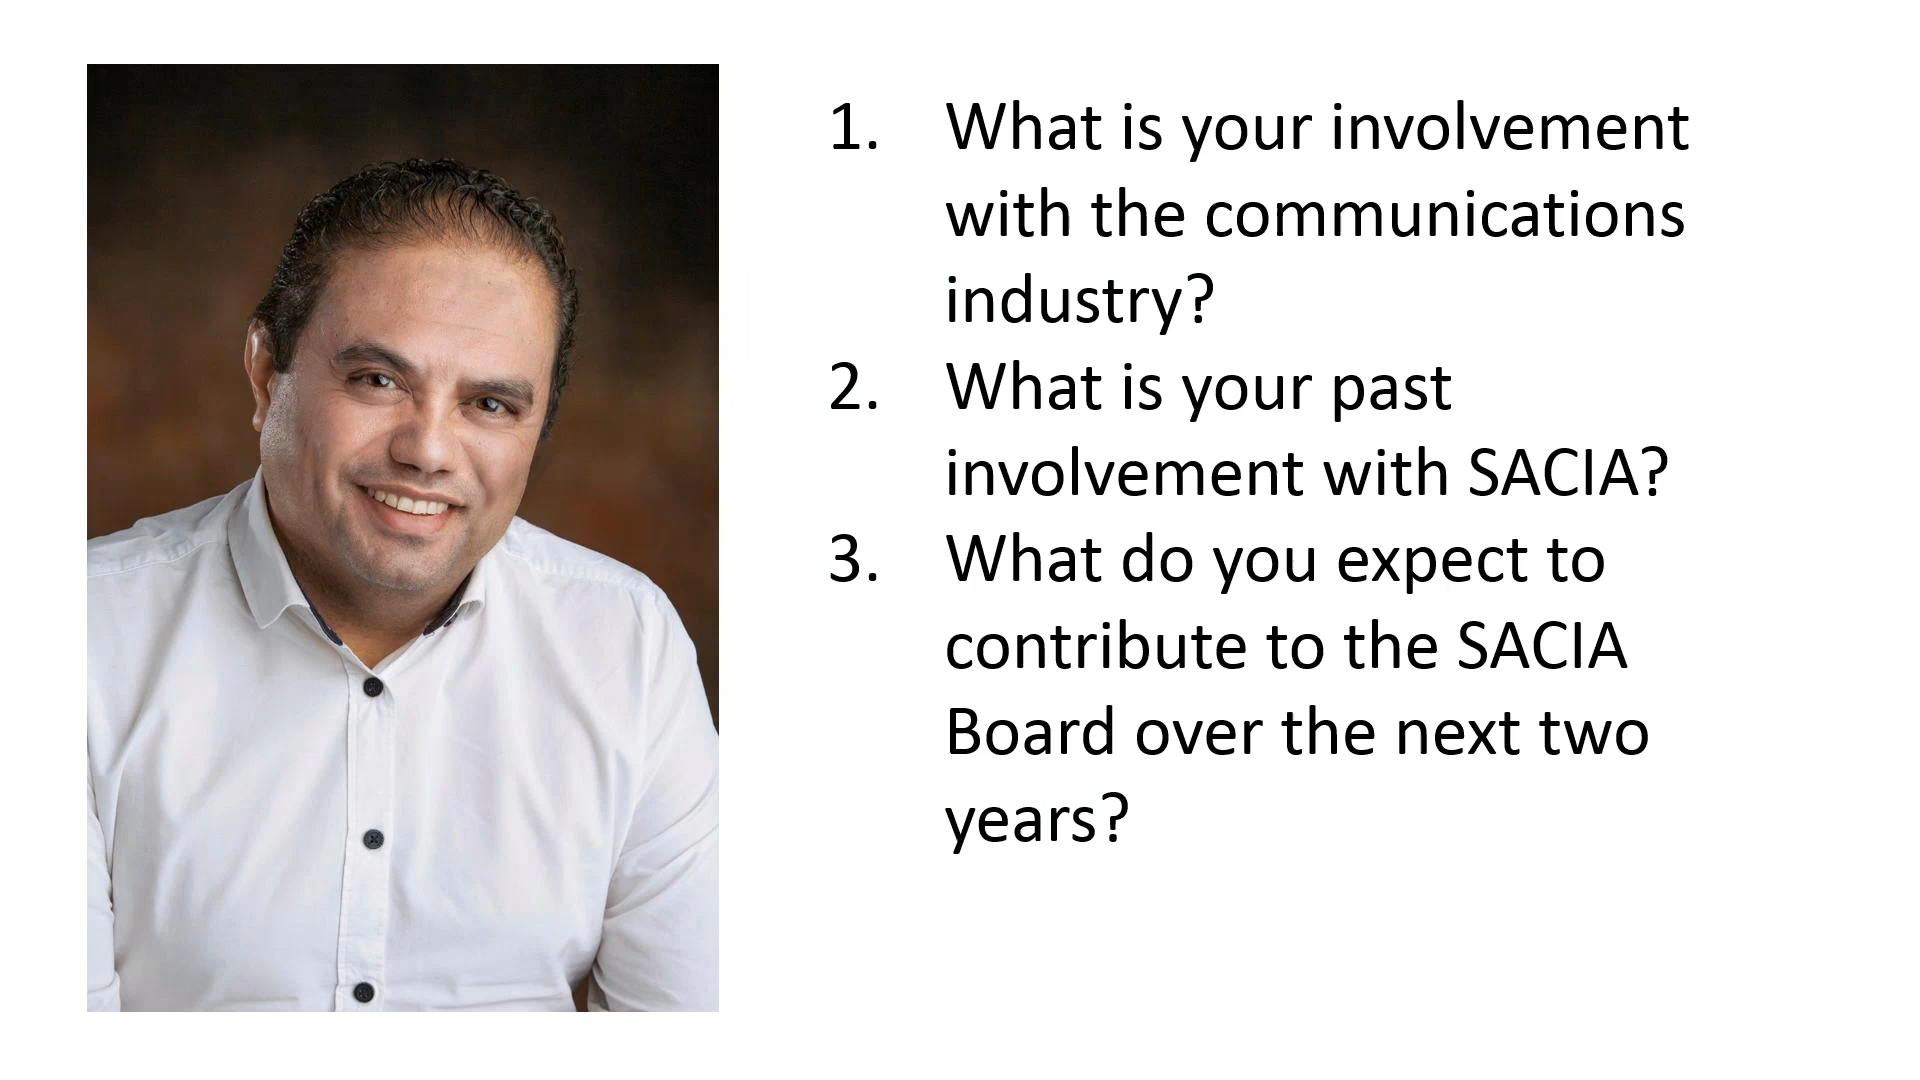 1. What is your involvement
with the communications
industry?
2. What is your past
involvement with SACIA?
3. What do you expect to
contribute to the SACIA
Board over the next two
years?